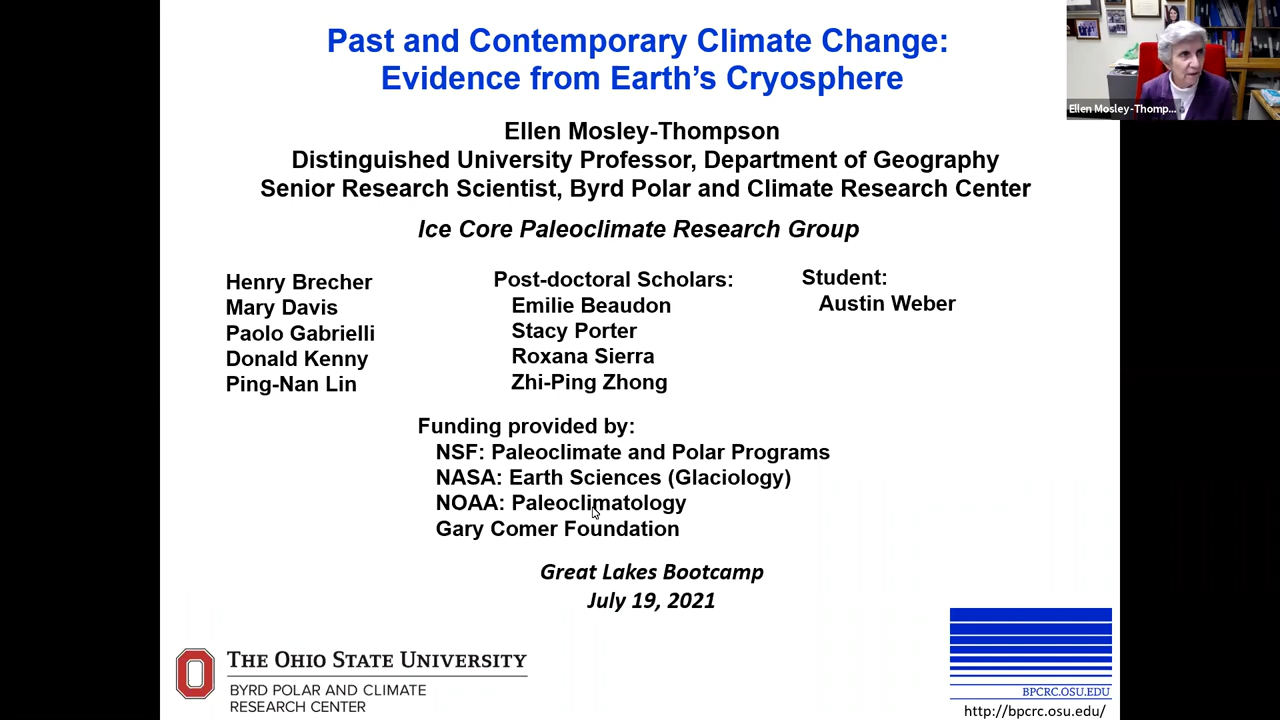 Past and Contemporary Climate Change:
Evidence from Earth's Cryosphere
Ellen Mosley-Thomp...
Ellen Mosley-Thompson
Distinguished University Professor, Department of Geography
Senior Research Scientist, Byrd Polar and Climate Research Center
Ice Core Paleoclimate Research Group
Henry Brecher
Mary Davis
Paolo Gabrielli
Donald Kenny
Ping-Nan Lin
Post-doctoral Scholars:
Emilie Beaudon
Stacy Porter
Roxana Sierra
Zhi-Ping Zhong
Student:
Austin Weber
Funding provided by:
NSF: Paleoclimate and Polar Programs
NASA: Earth Sciences (Glaciology)
NOAA: Paleoclimatology
Gary Comer Foundation
Great Lakes Bootcamp
July 19, 2021
THE OHIO STATE UNIVERSITY
BYRD POLAR AND CLIMATE
RESEARCH CENTER
BPCRC.OSU.EDU
http://bpcrc.osu.edu/